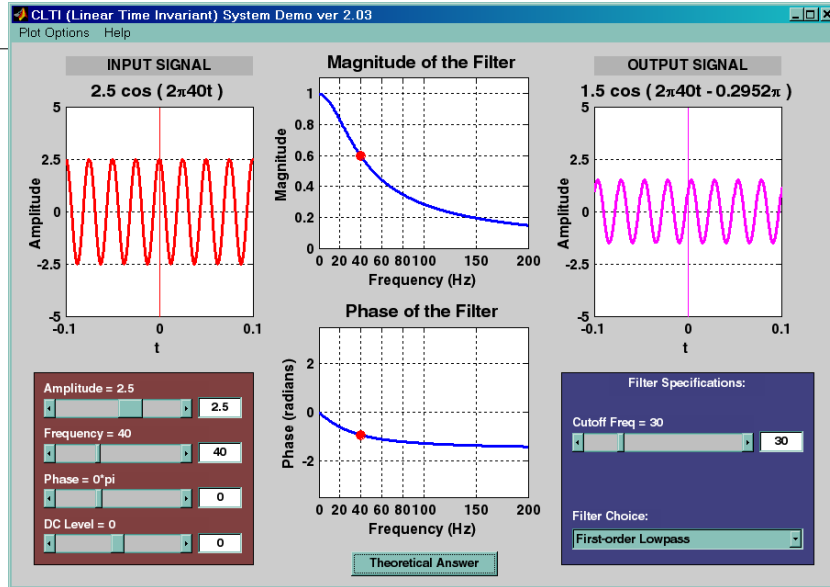 CLTI (Linear Time Invariant) System Demo ver 2.03
Plot Options Help
INPUT SIGNAL
2.5 cos ( 2π40t )
5
2.5
0
-2.5
-5
Amplitude
-0.1 0 0.1
t
Magnitude of the Filter
1
0.8
0.6
0.4
0.2
0
Magnitude
0 20 40 60 80 100 150 200
Frequency (Hz)
OUTPUT SIGNAL
1.5 cos ( 2π40t - 0.2952π )
5
2.5
0
-2.5
-5
Amplitude
-0.1 0 0.1
t
Phase of the Filter
2
0
-2
Phase (radians)
0 20 40 60 80 100 150 200
Frequency (Hz)
Theoretical Answer
Amplitude = 2.5
2.5
Frequency = 40
40
Phase = 0*pi
0
DC Level = 0
0
Filter Specifications:
Cutoff Freq = 30
30
Filter Choice:
First-order Lowpass